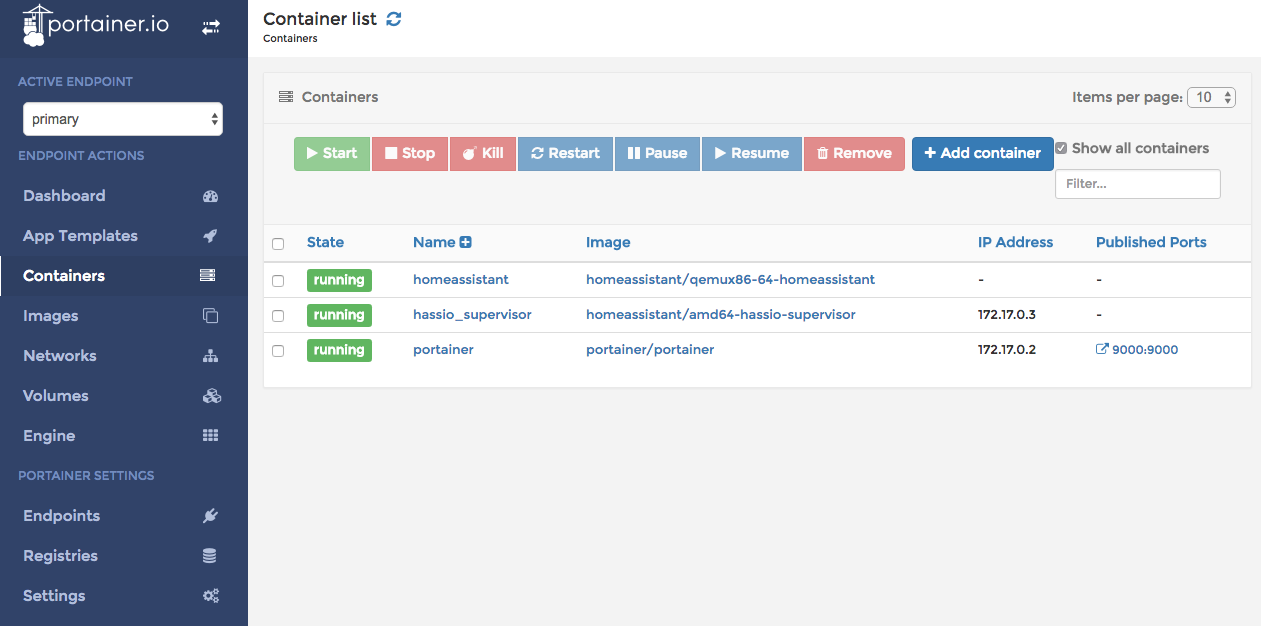 portainer.io
ACTIVE ENDPOINT
primary
ENDPOINT ACTIONS
Dashboard
App Templates
Containers
Images
Networks
Volumes
Engine
PORTAINER SETTINGS
Endpoints
Registries
Settings
Container list
Containers
Containers
Items per page: 10
Start Stop Kill Restart Pause Resume Remove Add container Show all containers
Filter...
State Name Image IP Address Published Ports
running homeassistant homeassistant/qemux86-64-homeassistant - -
running hassio_supervisor homeassistant/amd64-hassio-supervisor 172.17.0.3 -
running portainer portainer/portainer 172.17.0.2 9000:9000